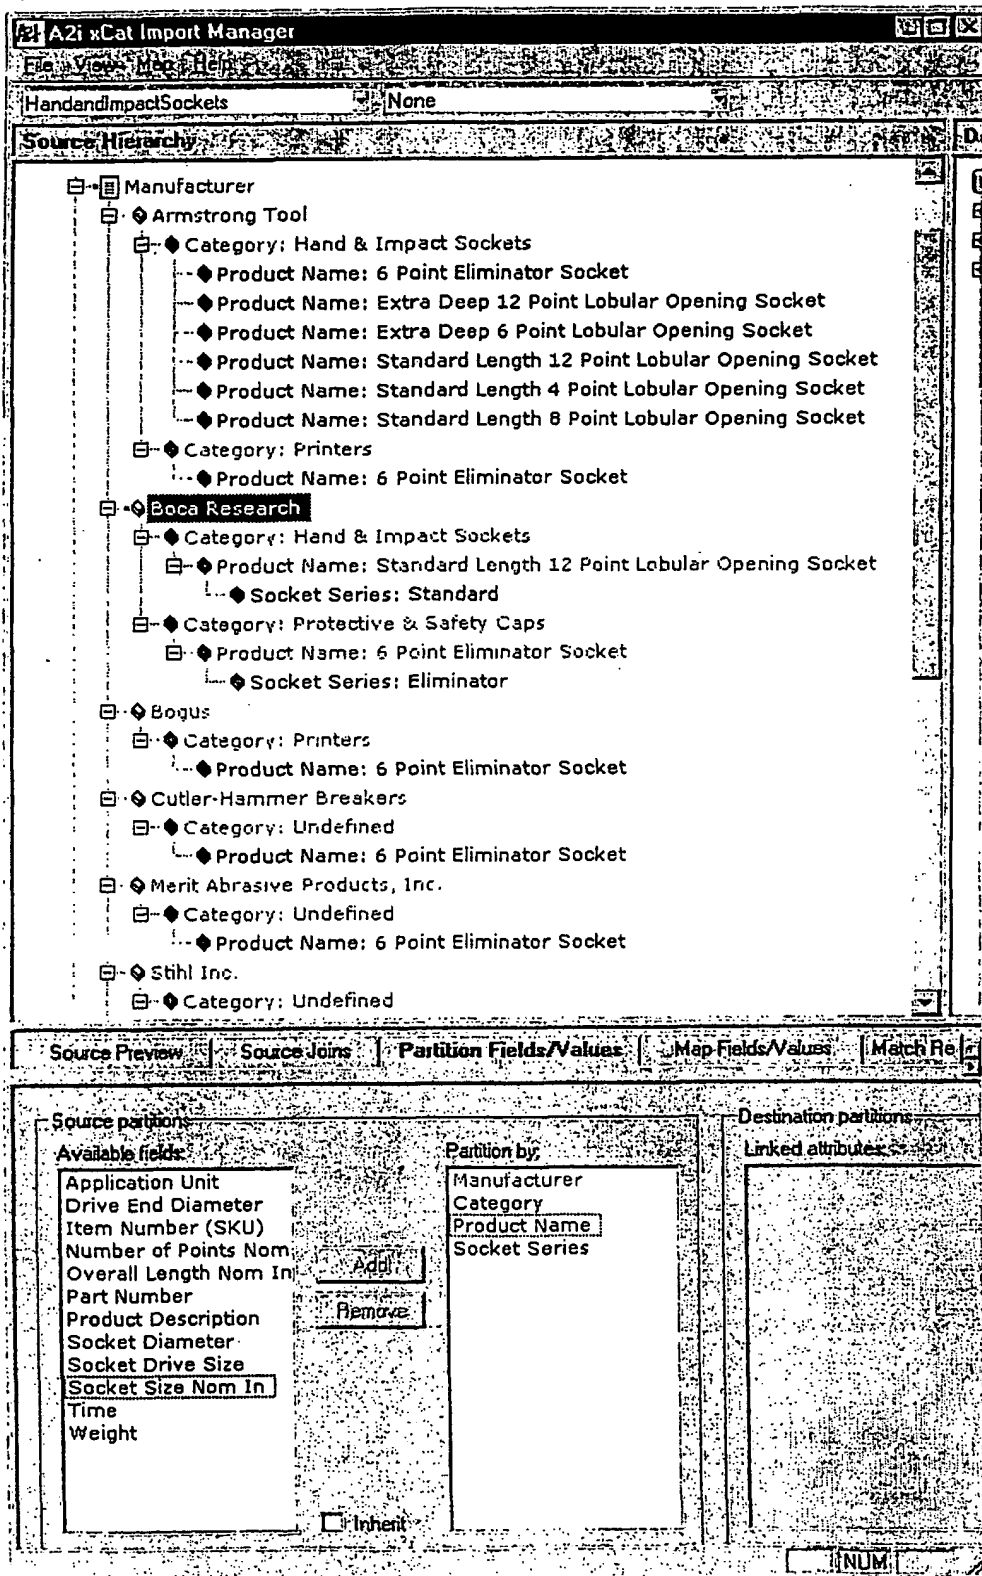 A2i xCat Import Manager
File View Map Help
HandandImpactSockets None
Source Hierarchy
Manufacturer
Armstrong Tool
Category: Hand & Impact Sockets
Product Name: 6 Point Eliminator Socket
Product Name: Extra Deep 12 Point Lobular Opening Socket
Product Name: Extra Deep 6 Point Lobular Opening Socket
Product Name: Standard Length 12 Point Lobular Opening Socket
Product Name: Standard Length 4 Point Lobular Opening Socket
Product Name: Standard Length 8 Point Lobular Opening Socket
Category: Printers
Product Name: 6 Point Eliminator Socket
Boca Research
Category: Hand & Impact Sockets
Product Name: Standard Length 12 Point Lobular Opening Socket
Socket Series: Standard
Category: Protective & Safety Caps
Product Name: 6 Point Eliminator Socket
Socket Series: Eliminator
Bogus
Category: Printers
Product Name: 6 Point Eliminator Socket
Cutler-Hammer Breakers
Category: Undefined
Product Name: 6 Point Eliminator Socket
Merit Abrasive Products, Inc.
Category: Undefined
Product Name: 6 Point Eliminator Socket
Stihl Inc.
Category: Undefined
Source Preview Source Joins Partition Fields/Values Map Fields/Values Match Re
Source partitions Destination partitions
Available fields: Partition by: Linked attributes:
Application Unit Manufacturer
Drive End Diameter Category
Item Number (SKU) Product Name
Number of Points Nom Socket Series
Overall Length Nom In Add
Part Number Remove
Product Description
Socket Diameter
Socket Drive Size
Socket Size Nom In
Time
Weight
Inherit
NUM